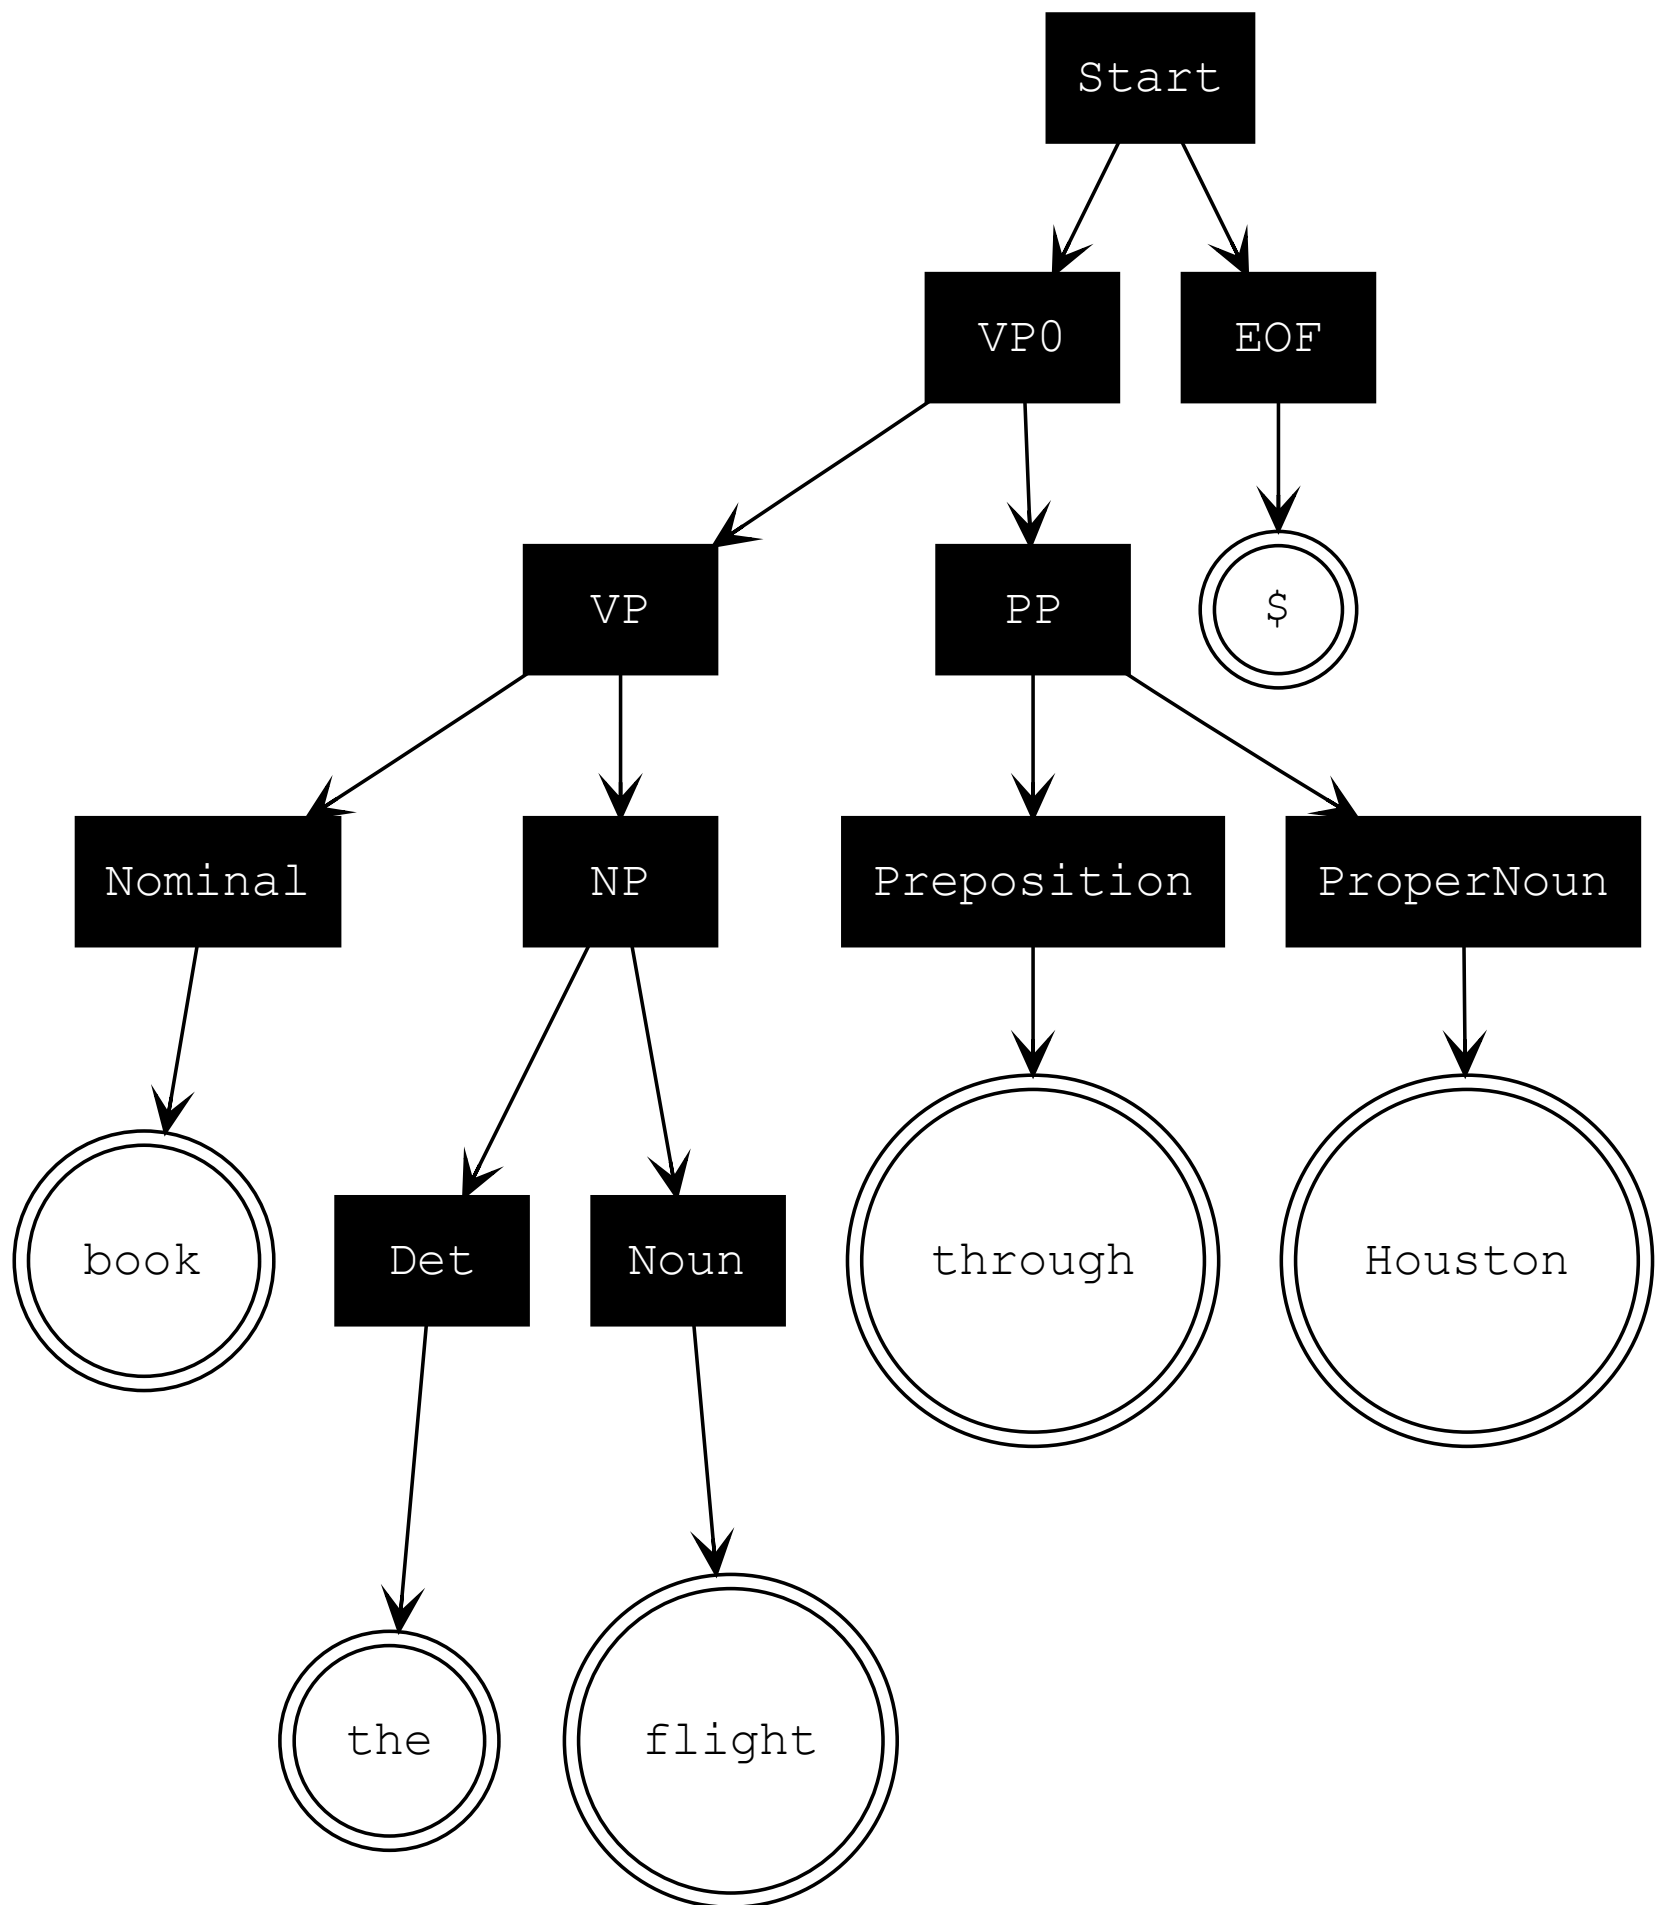 Start
VP0 EOF
VP PP $
Nominal NP Preposition ProperNoun
book Det Noun through Houston
the flight